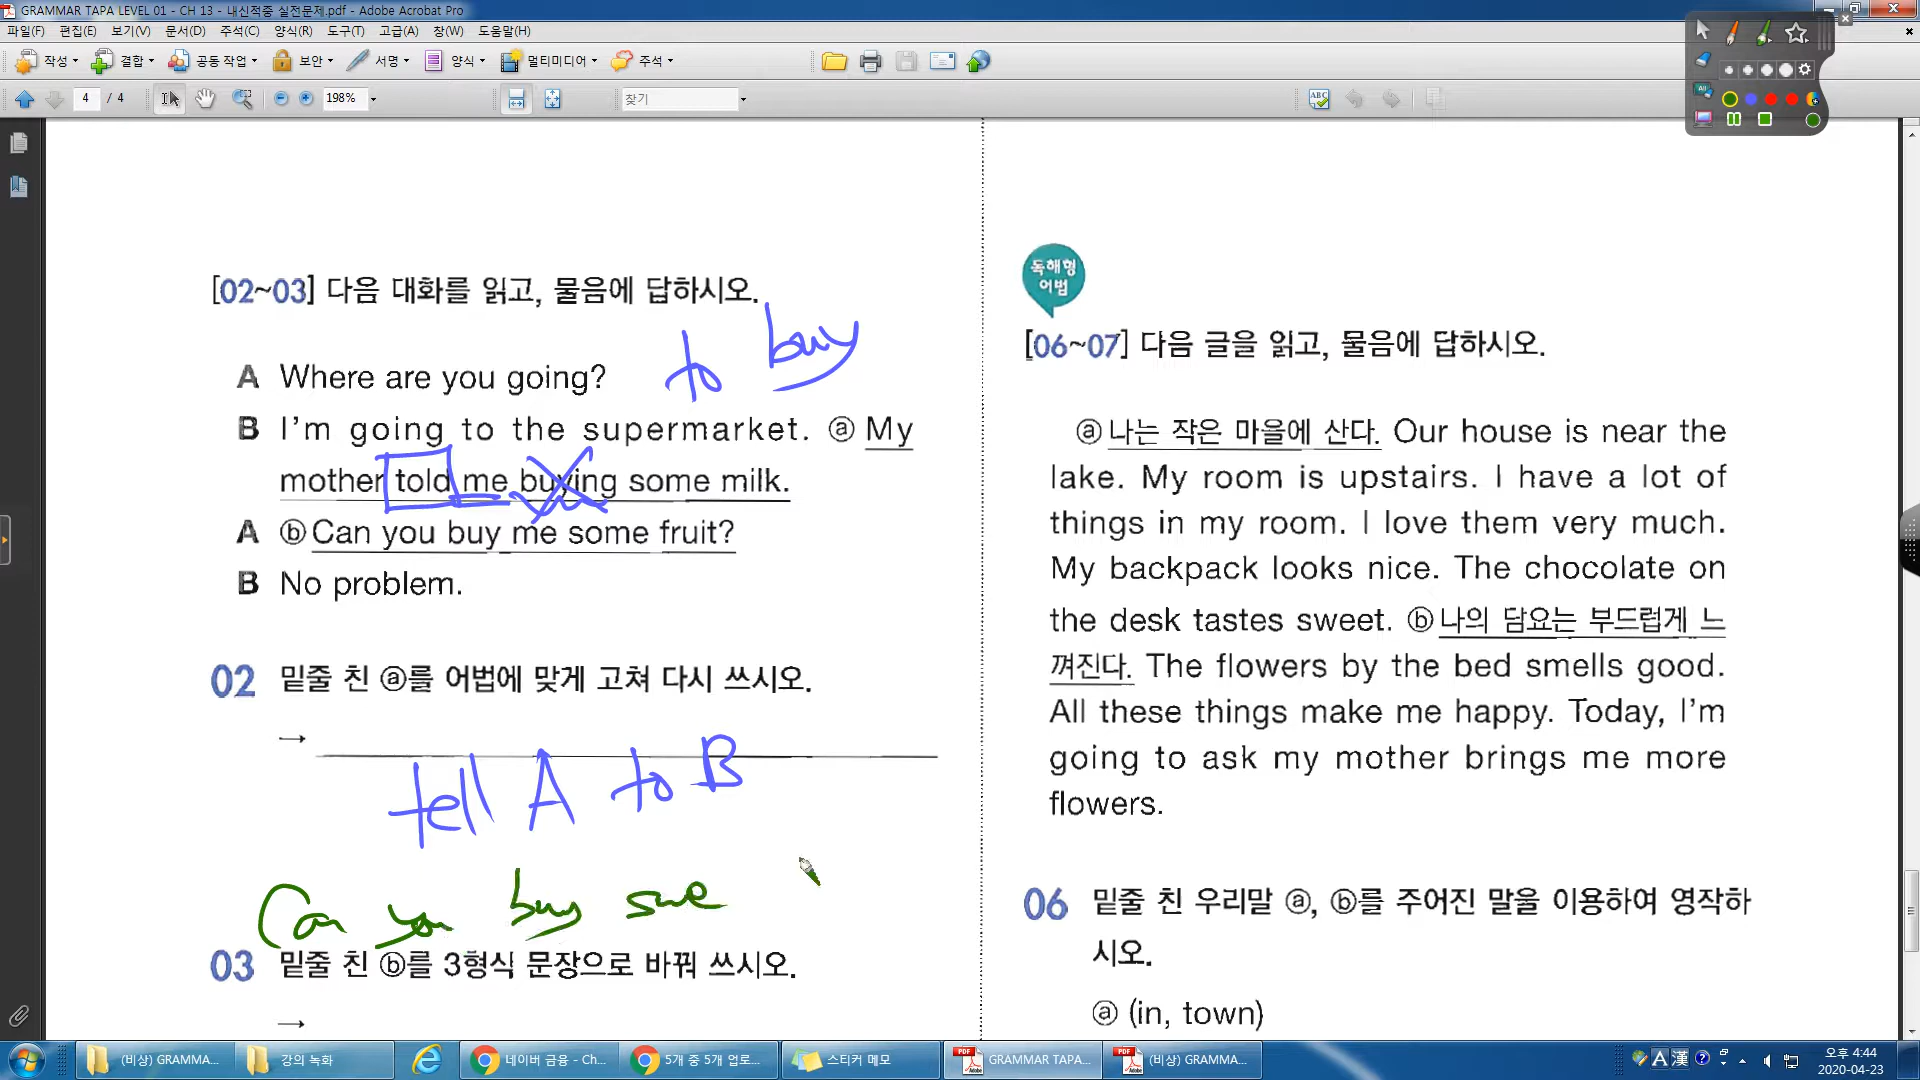 GRAMMAR TAPA LEVEL 01 - CH 13 - 내신적중 실전문제.pdf - Adobe Acrobat Pro
파일(F) 편집(E) 보기(V) 문서(D) 주석(C) 양식(R) 도구(T) 고급(A) 창(W) 도움말(H)
작성 결합 공동 작업 보안 서명 양식 멀티미디어 주석
4 / 4 198% 찾기
[02~03] 다음 대화를 읽고, 물음에 답하시오.
to buy
A Where are you going?
B I'm going to the supermarket. ⓐ My
mother told me buying some milk.
A ⓑ Can you buy me some fruit?
B No problem.
02 밑줄 친 ⓐ를 어법에 맞게 고쳐 다시 쓰시오.
→
tell A to B
Can you buy
03 밑줄 친 ⓑ를 3형식 문장으로 바꿔 쓰시오.
→
독해형
어법
[06~07] 다음 글을 읽고, 물음에 답하시오.
ⓐ 나는 작은 마을에 산다. Our house is near the
lake. My room is upstairs. I have a lot of
things in my room. I love them very much.
My backpack looks nice. The chocolate on
the desk tastes sweet. ⓑ 나의 담요는 부드럽게 느
껴진다. The flowers by the bed smells good.
All these things make me happy. Today, I'm
going to ask my mother brings me more
flowers.
06 밑줄 친 우리말 ⓐ, ⓑ를 주어진 말을 이용하여 영작하
시오.
ⓐ (in, town)
(비상) GRAMMA... 강의 녹화 네이버 금융 - Ch... 5개 중 5개 업로... 스티커 메모 GRAMMAR TAPA... (비상) GRAMMA...
A 漢 오후 4:44
2020-04-23